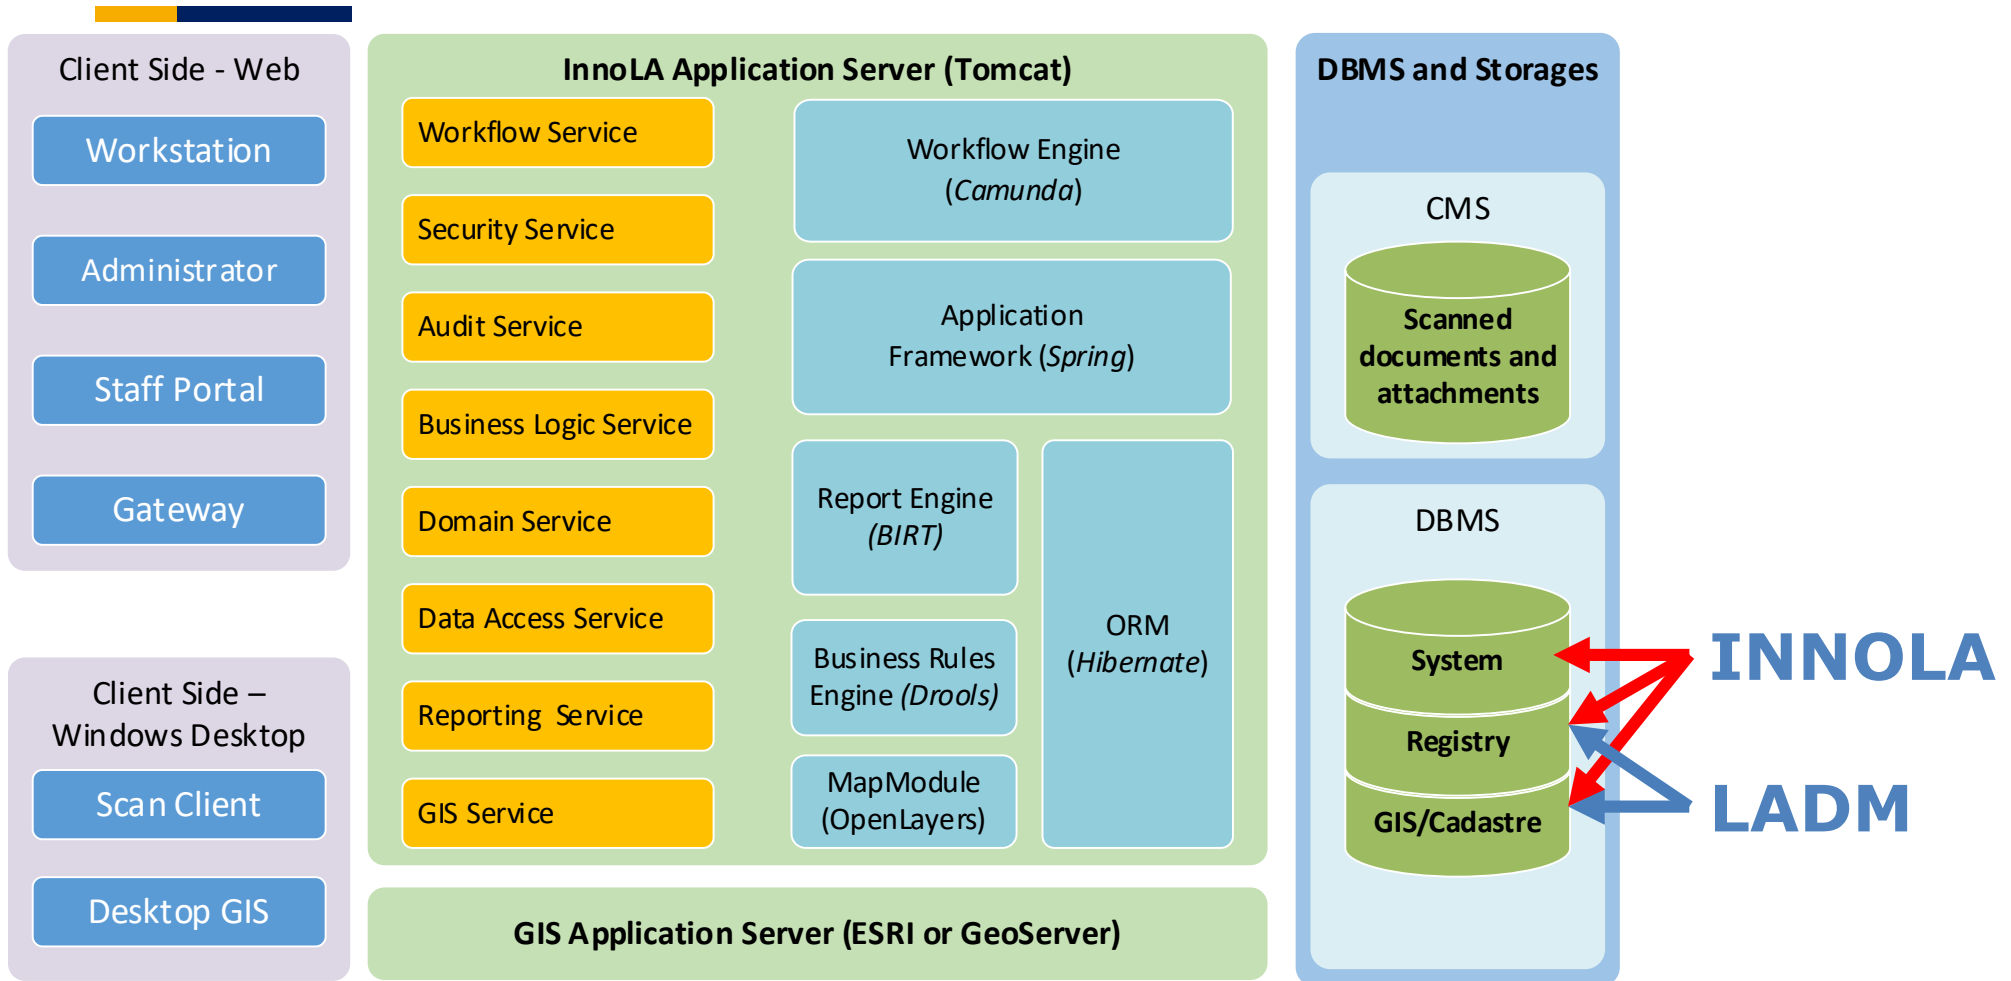 Client Side - Web
Workstation
Administrator
Staff Portal
Gateway
Client Side –
Windows Desktop
Scan Client
Desktop GIS
InnoLA Application Server (Tomcat)
Workflow Service
Security Service
Audit Service
Business Logic Service
Domain Service
Data Access Service
Reporting Service
GIS Service
Workflow Engine
(Camunda)
Application
Framework (Spring)
Report Engine
(BIRT)
Business Rules
Engine (Drools)
MapModule
(OpenLayers)
ORM
(Hibernate)
GIS Application Server (ESRI or GeoServer)
DBMS and Storages
CMS
Scanned
documents and
attachments
DBMS
System
Registry
GIS/Cadastre
INNOLA
LADM